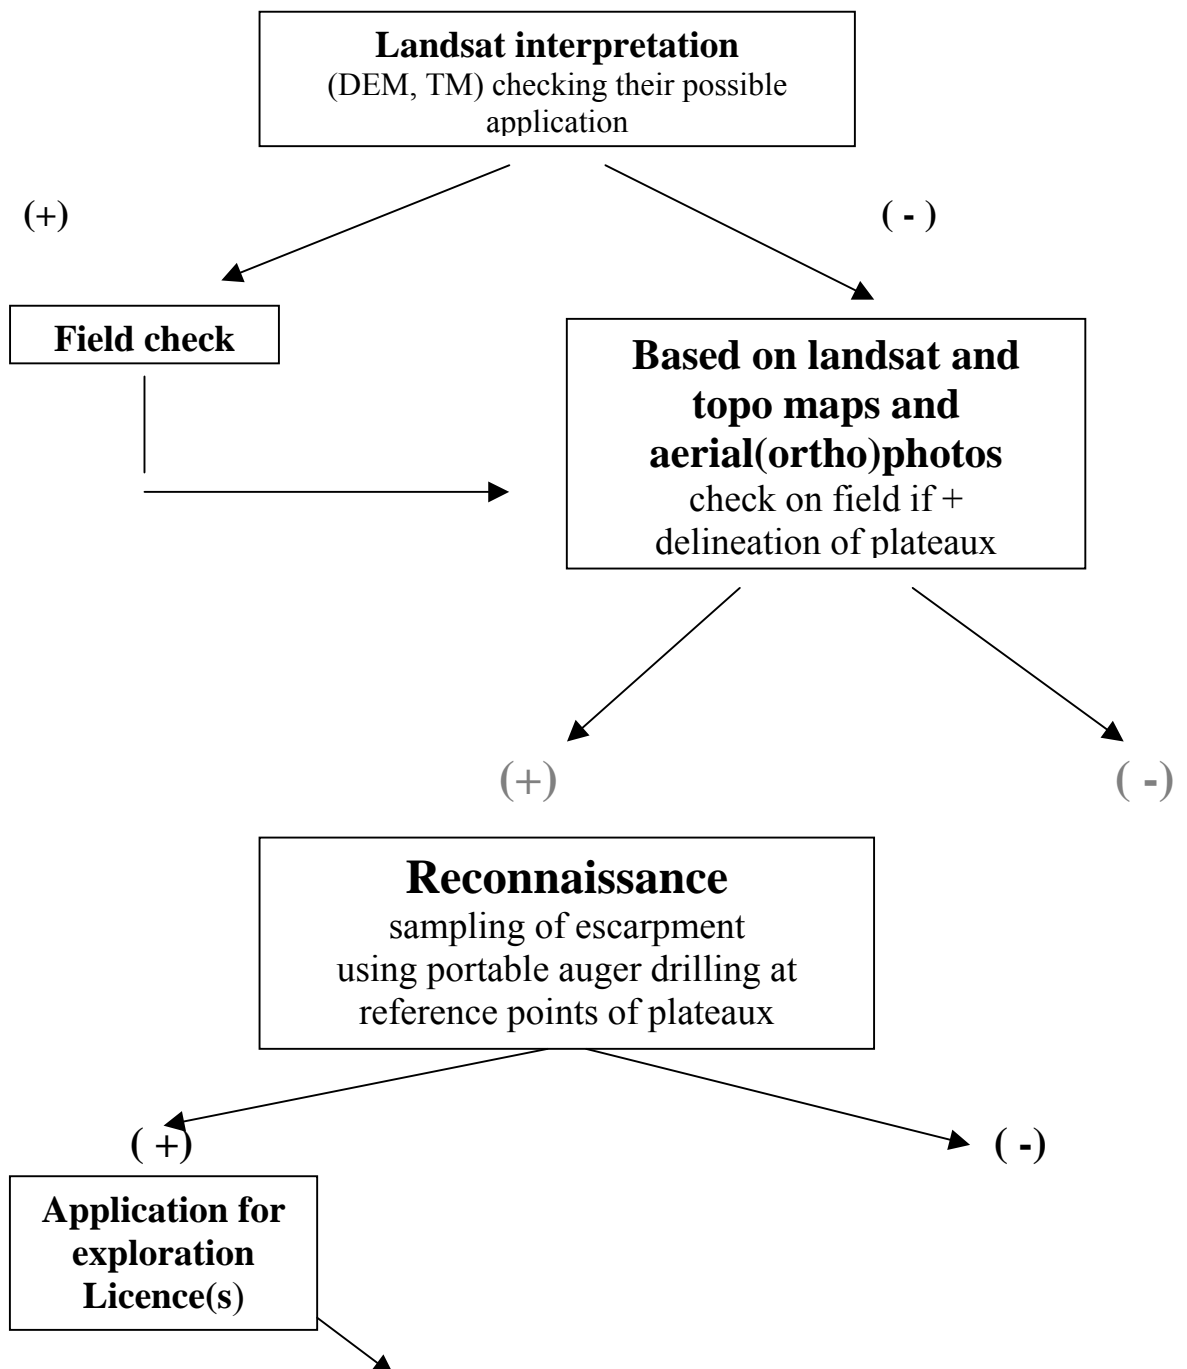 Landsat interpretation
(DEM, TM) checking their possible
application
(+)
( - )
Field check
Based on landsat and
topo maps and
aerial(ortho)photos
check on field if +
delineation of plateaux
(+)
( -)
Reconnaissance
sampling of escarpment
using portable auger drilling at
reference points of plateaux
( +)
( -)
Application for
exploration
Licence(s)